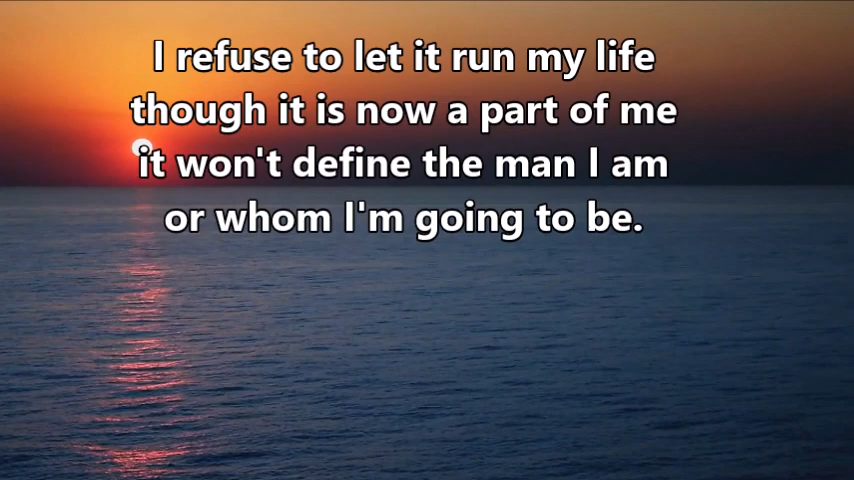 I refuse to let it run my life
though it is now a part of me
it won't define the man I am
or whom I'm going to be.